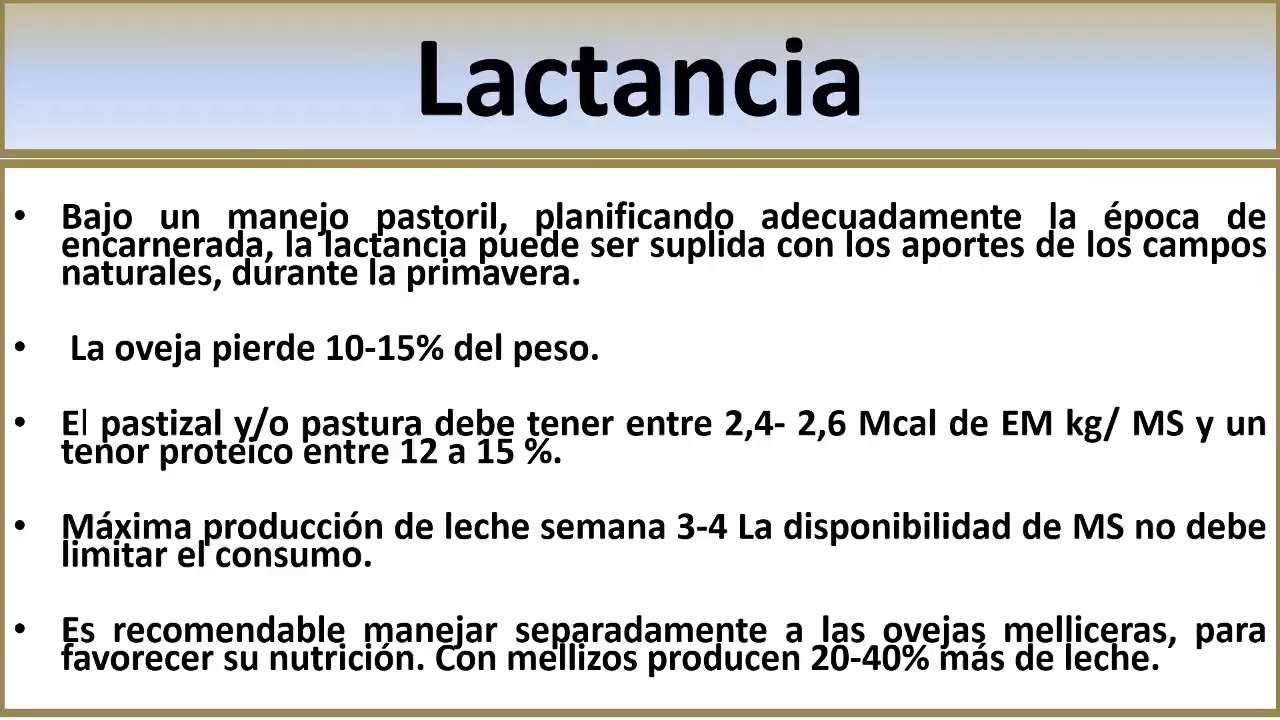 Lactancia
• Bajo un manejo pastoril, planificando adecuadamente la época de
encarnerada, la lactancia puede ser suplida con los aportes de los campos
naturales, durante la primavera.
• La oveja pierde 10-15% del peso.
• El pastizal y/o pastura debe tener entre 2,4- 2,6 Mcal de EM kg/ MS y un
tenor proteico entre 12 a 15 %.
• Máxima producción de leche semana 3-4 La disponibilidad de MS no debe
limitar el consumo.
• Es recomendable manejar separadamente a las ovejas melliceras, para
favorecer su nutrición. Con mellizos producen 20-40% más de leche.